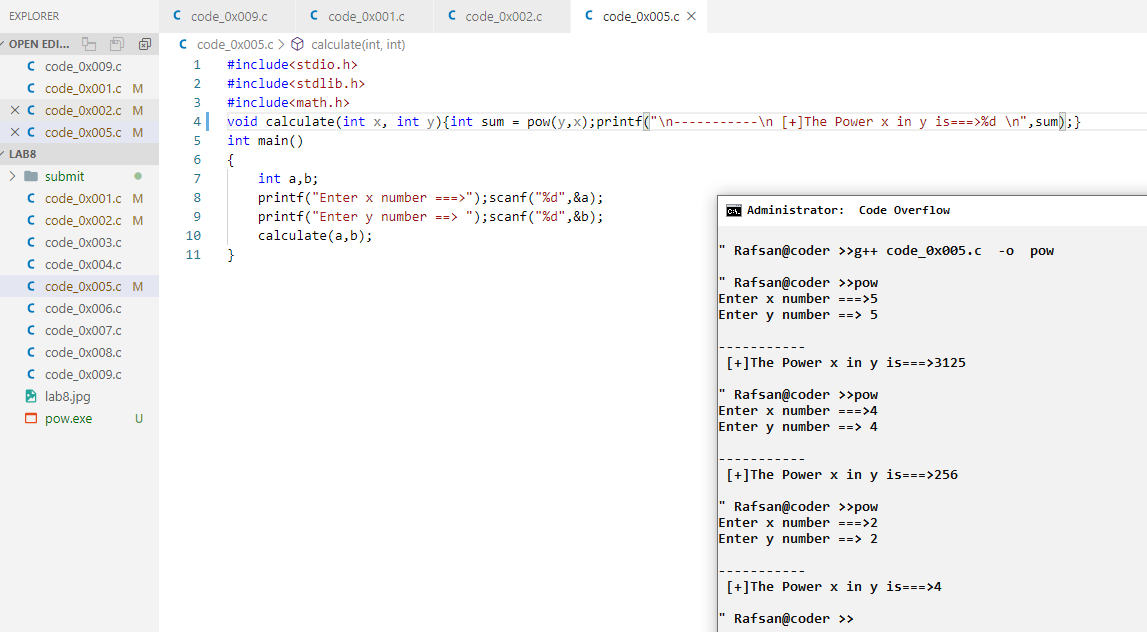 EXPLORER
code_0x009.c
code_0x001.c
code_0x002.c
code_0x005.c
OPEN EDI...
code_0x009.c
code_0x001.c M
code_0x002.c M
code_0x005.c M
LAB8
submit
code_0x001.c M
code_0x002.c M
code_0x003.c
code_0x004.c
code_0x005.c M
code_0x006.c
code_0x007.c
code_0x008.c
code_0x009.c
lab8.jpg
pow.exe U
code_0x005.c > calculate(int, int)
1 #include<stdio.h>
2 #include<stdlib.h>
3 #include<math.h>
4 void calculate(int x, int y){int sum = pow(y,x);printf("\n-----------\n [+]The Power x in y is===>%d \n",sum);}
5 int main()
6 {
7 int a,b;
8 printf("Enter x number ===>");scanf("%d",&a);
9 printf("Enter y number ==> ");scanf("%d",&b);
10 calculate(a,b);
11 }
Administrator: Code Overflow
" Rafsan@coder >>g++ code_0x005.c -o pow
" Rafsan@coder >>pow
Enter x number ===>5
Enter y number ==> 5
-----------
[+]The Power x in y is===>3125
" Rafsan@coder >>pow
Enter x number ===>4
Enter y number ==> 4
-----------
[+]The Power x in y is===>256
" Rafsan@coder >>pow
Enter x number ===>2
Enter y number ==> 2
-----------
[+]The Power x in y is===>4
" Rafsan@coder >>